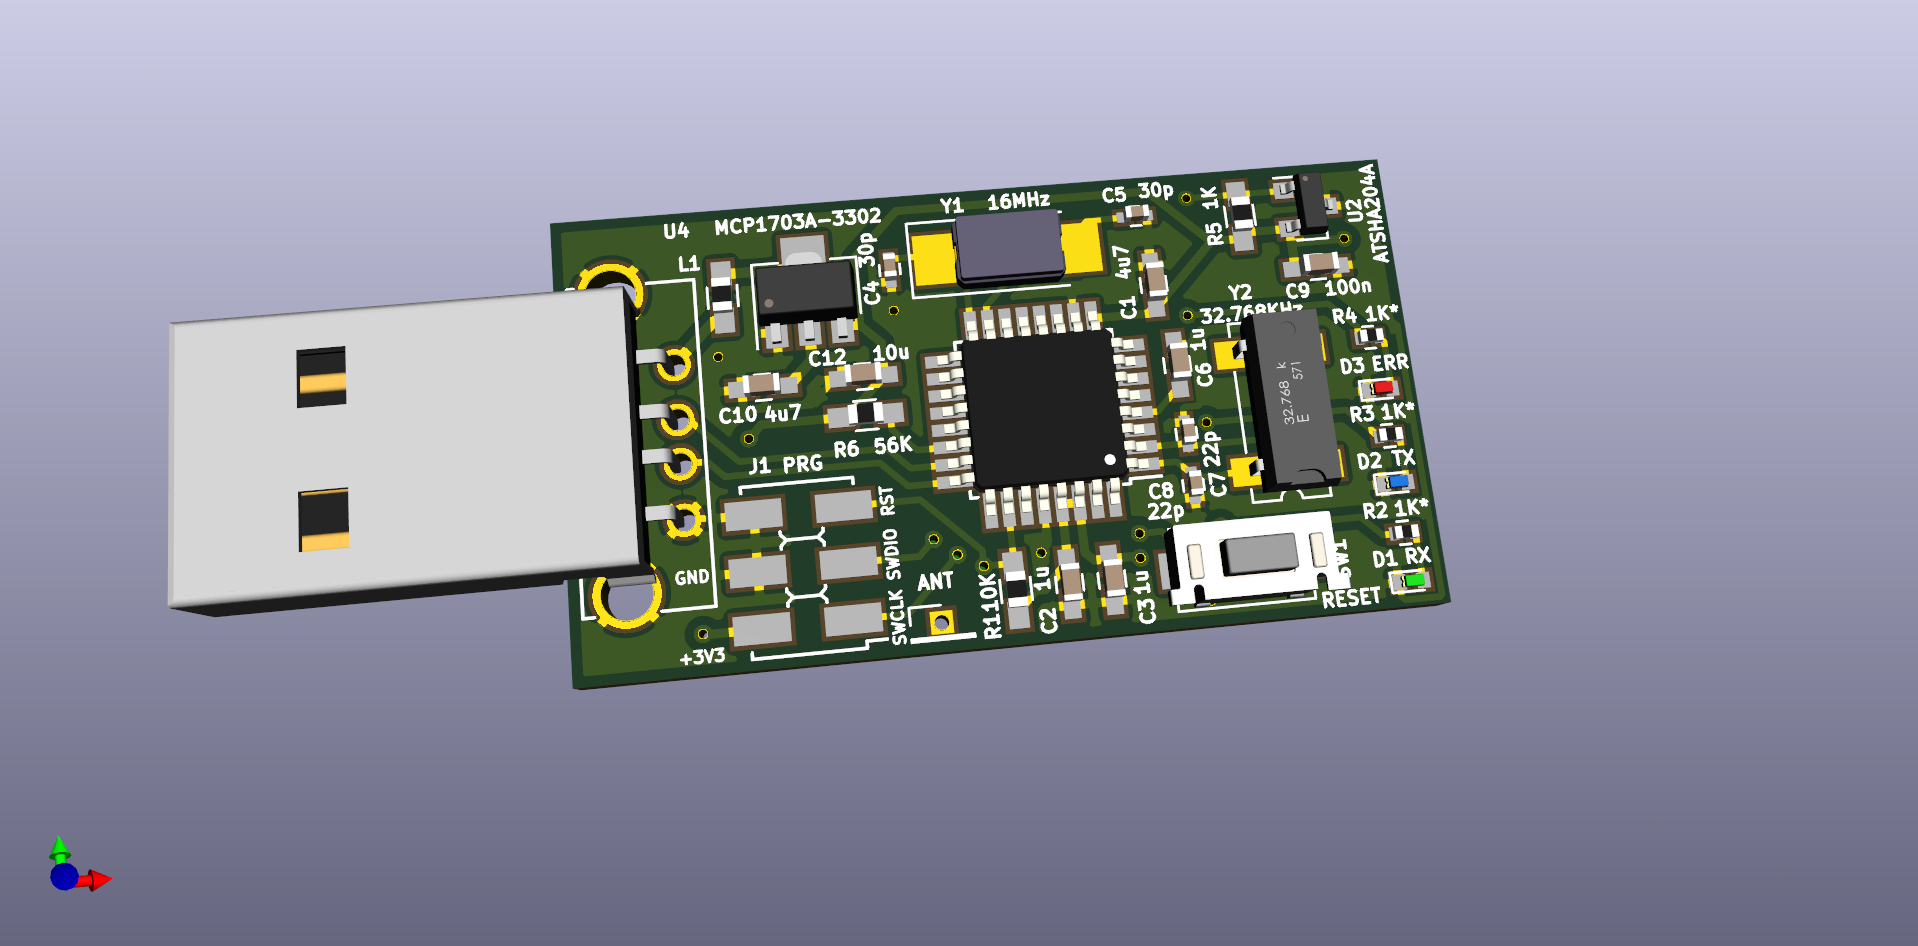 U4
MCP1703A-3302
L1
C4 30p
Y1 16MHz
C5 30p
C1 4u7
R5 1K
U2
ATSHA204A
C9 100n
Y2
32.768KHz
32.768 k
571
E
R4 1K*
D3 ERR
R3 1K*
D2 TX
R2 1K*
D1 RX
C12 10u
C10 4u7
R6 56K
C6 1u
C7 22p
C8
22p
J1 PRG
RST
SWDIO
SWCLK
GND
+3V3
ANT
R1 10K
C2 1u
C3 1u
SW1
RESET